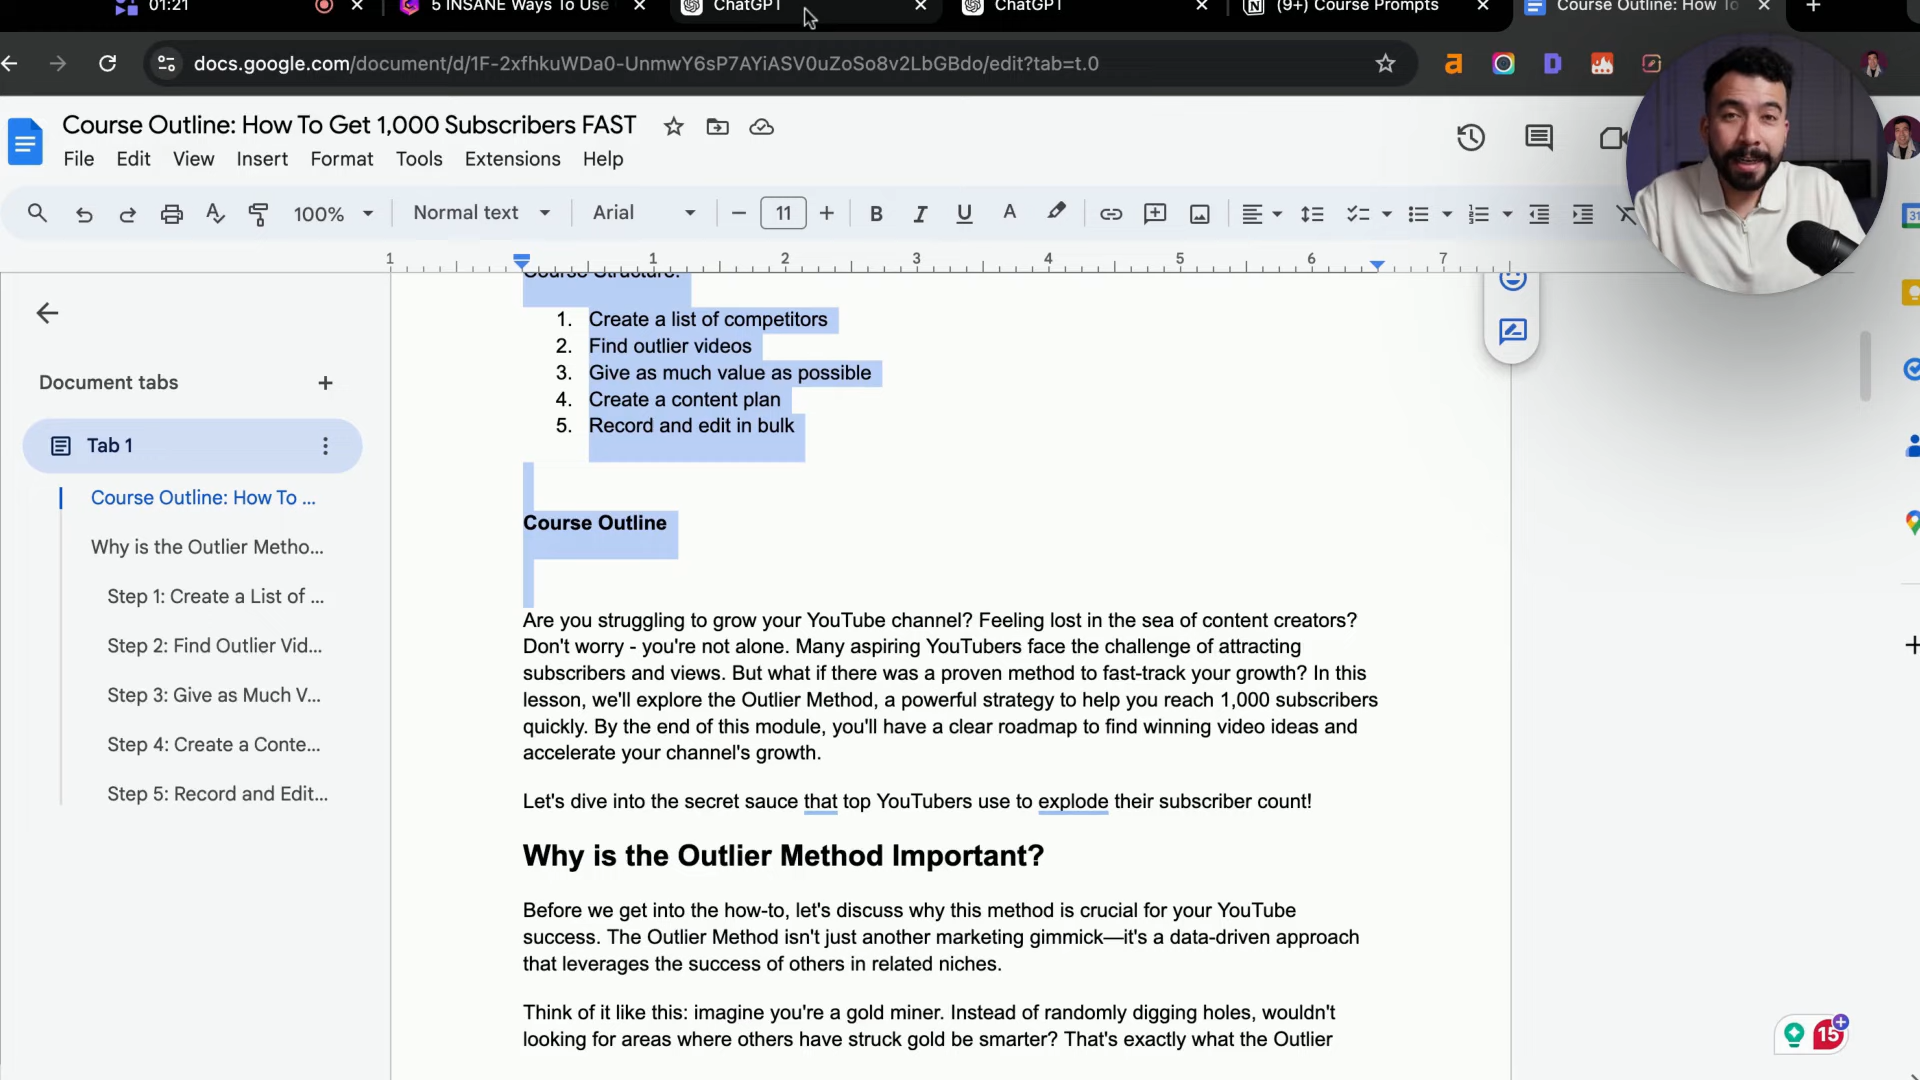 01:21
5 INSANE Ways To Use
ChatGPT
ChatGPT
(9+) Course Prompts
Course Outline: How To
docs.google.com/document/d/1F-2xfhkuWDa0-UnmwY6sP7AYiASV0uZoSo8v2LbGBdo/edit?tab=t.0
Course Outline: How To Get 1,000 Subscribers FAST
File Edit View Insert Format Tools Extensions Help
100% Normal text Arial 11
1 1 2 3 4 5 6 7
Document tabs
Tab 1
Course Outline: How To ...
Why is the Outlier Metho...
Step 1: Create a List of ...
Step 2: Find Outlier Vid...
Step 3: Give as Much V...
Step 4: Create a Conte...
Step 5: Record and Edit...
Course Structure:
1. Create a list of competitors
2. Find outlier videos
3. Give as much value as possible
4. Create a content plan
5. Record and edit in bulk
Course Outline
Are you struggling to grow your YouTube channel? Feeling lost in the sea of content creators?
Don't worry - you're not alone. Many aspiring YouTubers face the challenge of attracting
subscribers and views. But what if there was a proven method to fast-track your growth? In this
lesson, we'll explore the Outlier Method, a powerful strategy to help you reach 1,000 subscribers
quickly. By the end of this module, you'll have a clear roadmap to find winning video ideas and
accelerate your channel's growth.
Let's dive into the secret sauce that top YouTubers use to explode their subscriber count!
Why is the Outlier Method Important?
Before we get into the how-to, let's discuss why this method is crucial for your YouTube
success. The Outlier Method isn't just another marketing gimmick—it's a data-driven approach
that leverages the success of others in related niches.
Think of it like this: imagine you're a gold miner. Instead of randomly digging holes, wouldn't
looking for areas where others have struck gold be smarter? That's exactly what the Outlier
15